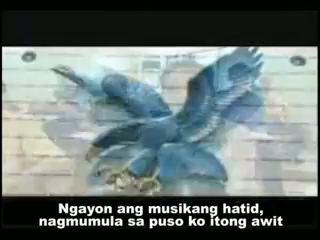 Ngayon ang musikang hatid,
nagmumula sa puso ko itong awit